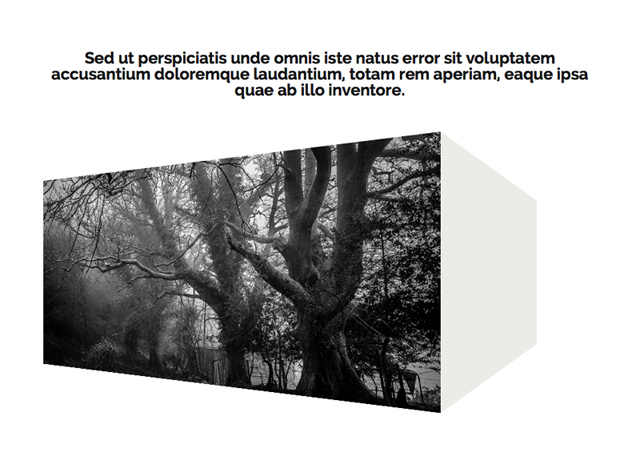 Sed ut perspiciatis unde omnis iste natus error sit voluptatem
accusantium doloremque laudantium, totam rem aperiam, eaque ipsa
quae ab illo inventore.